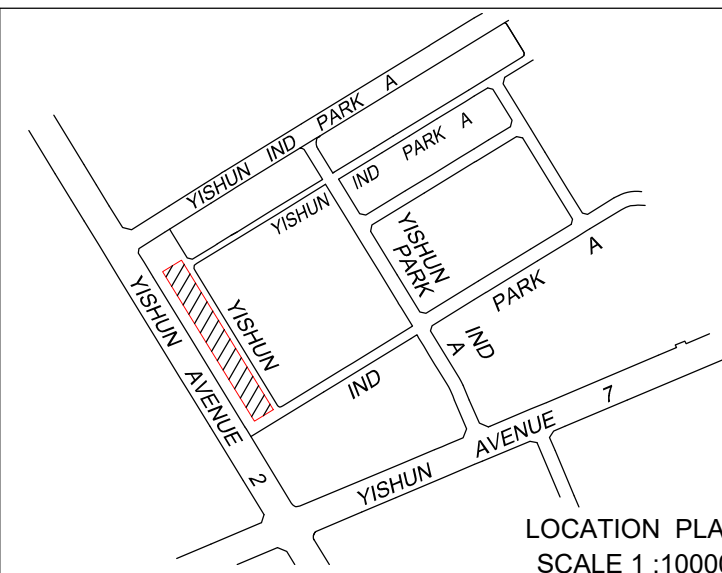 YISHUN IND PARK A
YISHUN IND PARK A
YISHUN
PARK
A
IND
YISHUN
IND
PARK
A
YISHUN AVENUE 2
YISHUN AVENUE 7
LOCATION PLA
SCALE 1 :10000